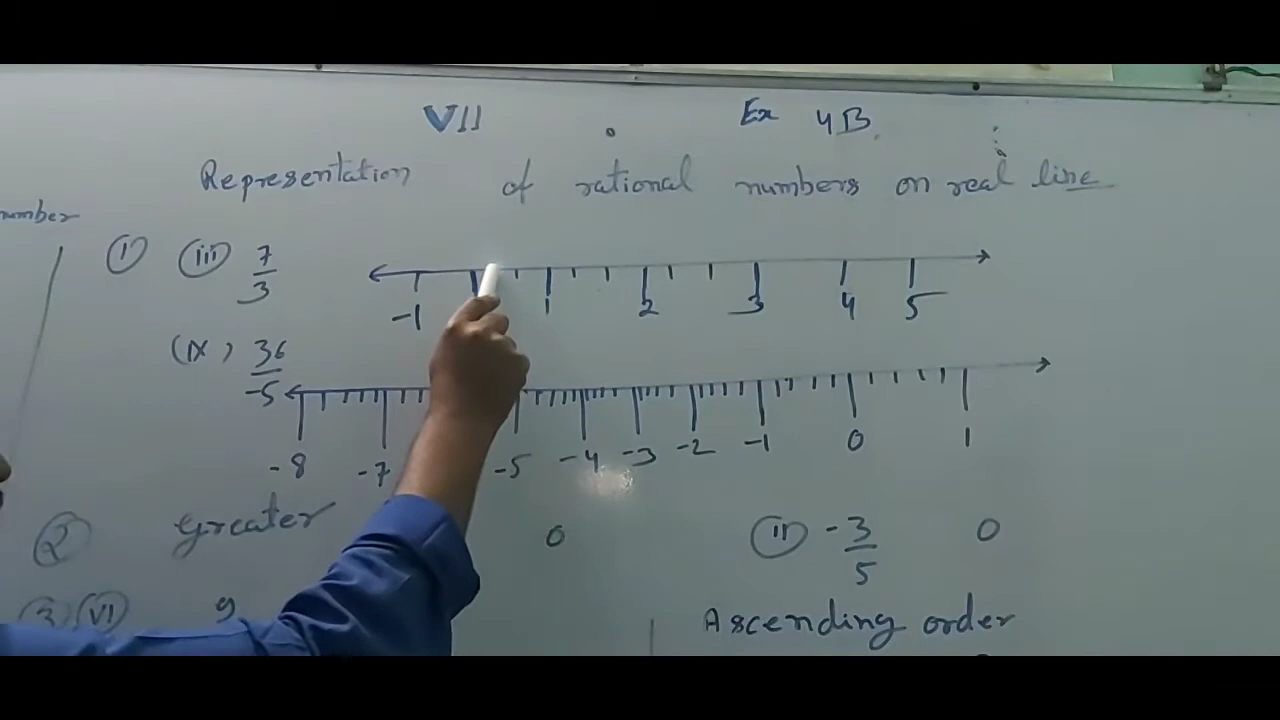 VII Ex 4B.
Representation of rational numbers on real line
number
(i) (iii) 7/3
-1 1 2 3 4 5
(ix) 36/-5
-8 -7 -5 -4 -3 -2 -1 0 1
(2) Greater 0 (ii) -3/5 0
(3) (vi) 9
Ascending order